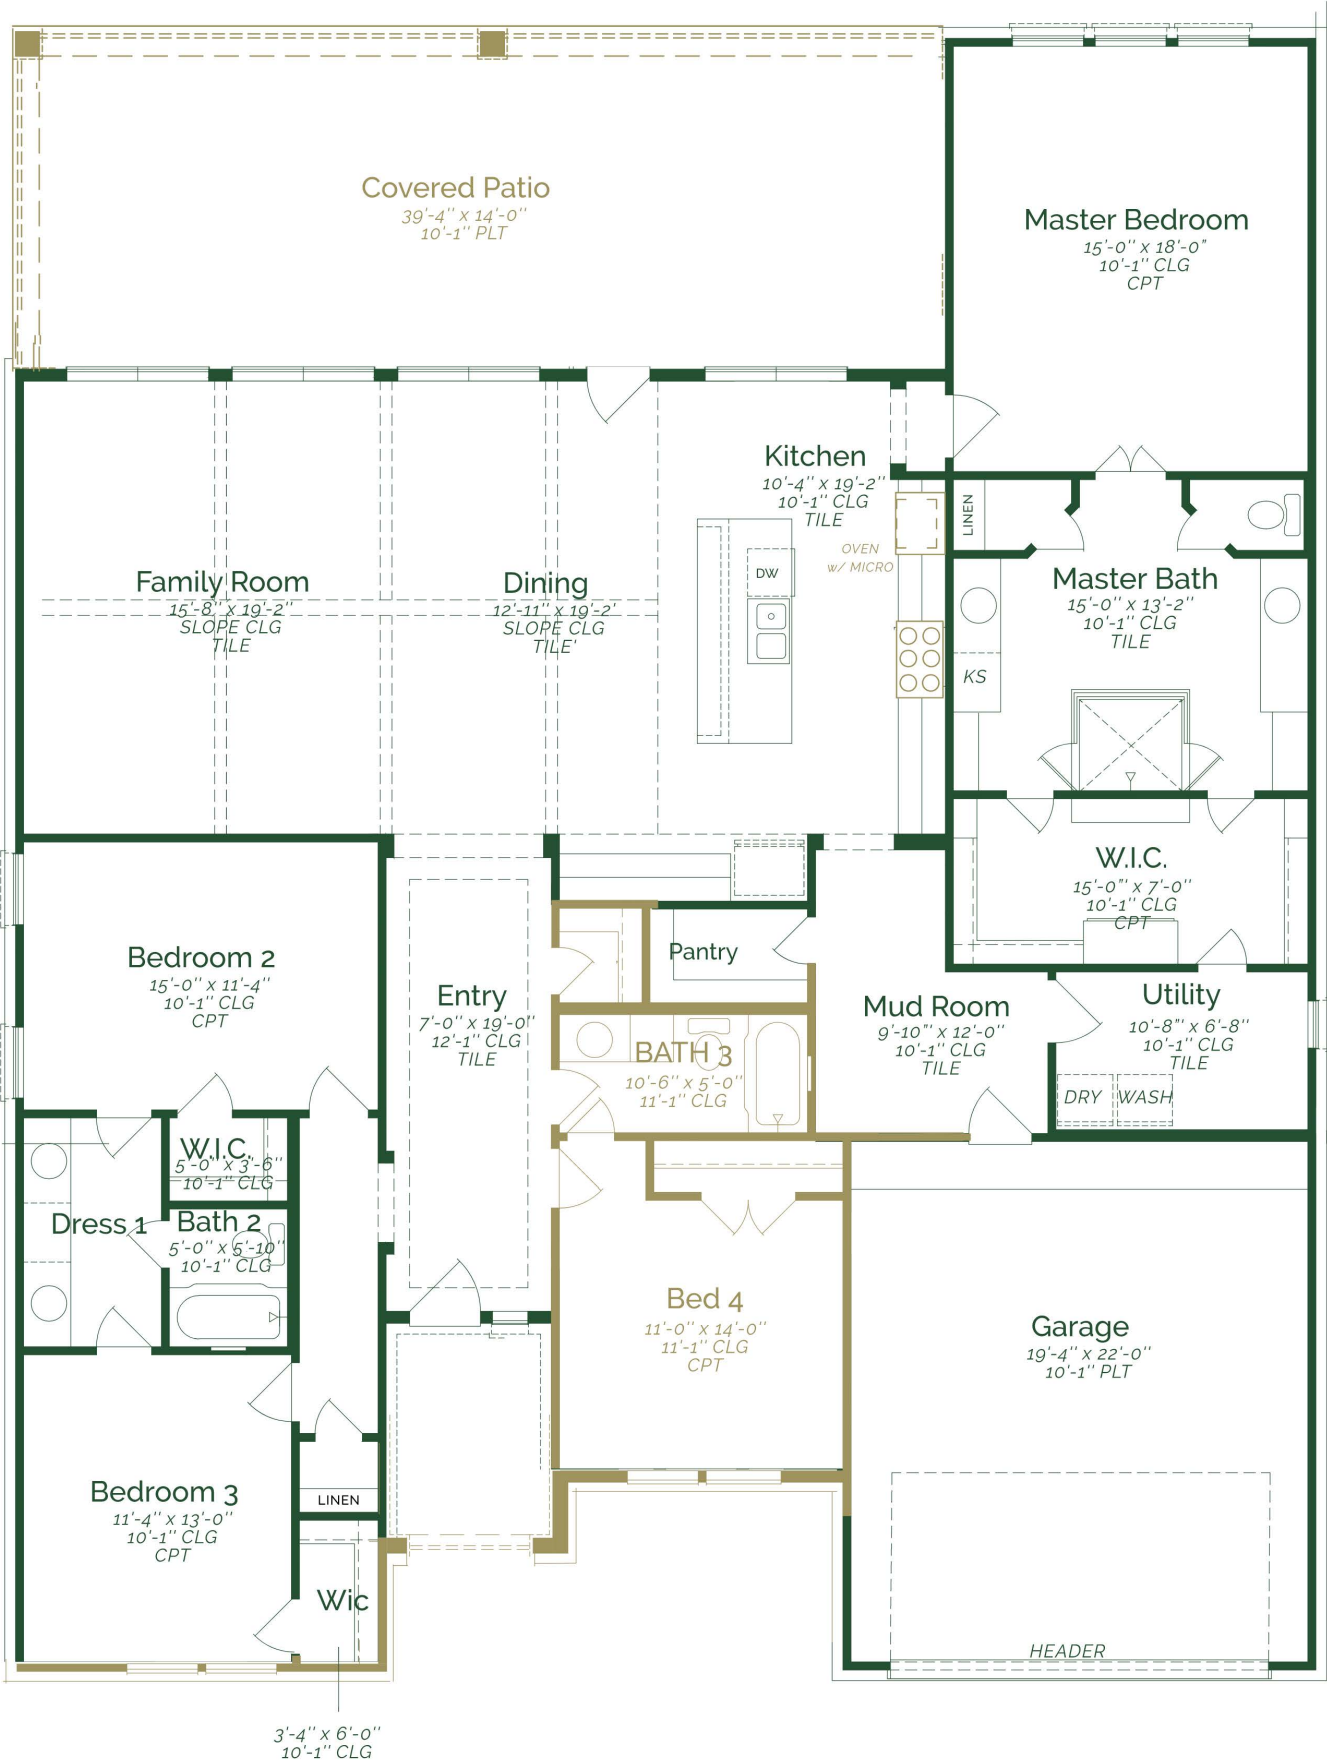 Covered Patio
39'-4'' x 14'-0''
10'-1'' PLT
Master Bedroom
15'-0'' x 18'-0"
10'-1'' CLG
CPT
Kitchen
10'-4'' x 19'-2''
10'-1'' CLG
TILE
OVEN
w/ MICRO
LINEN
DW
Family Room
15'-8'' x 19'-2''
SLOPE CLG
TILE
Dining
12'-11'' x 19'-2'
SLOPE CLG
TILE'
Master Bath
15'-0'' x 13'-2''
10'-1'' CLG
TILE
KS
W.I.C.
15'-0"' x 7'-0''
10'-1'' CLG
CPT
Pantry
Bedroom 2
15'-0'' x 11'-4''
10'-1'' CLG
CPT
Entry
7'-0'' x 19'-0''
12'-1'' CLG
TILE
Mud Room
9'-10"' x 12'-0''
10'-1'' CLG
TILE
Utility
10'-8"' x 6'-8''
10'-1'' CLG
TILE
DRY
WASH
BATH 3
10'-6'' x 5'-0''
11'-1'' CLG
W.I.C.
5'-0'' x 3'-6''
10'-1'' CLG
Dress 1
Bath 2
5'-0'' x 5'-10''
10'-1'' CLG
Bed 4
11'-0'' x 14'-0''
11'-1'' CLG
CPT
Garage
19'-4'' x 22'-0''
10'-1'' PLT
Bedroom 3
11'-4'' x 13'-0''
10'-1'' CLG
CPT
LINEN
Wic
HEADER
3'-4'' x 6'-0''
10'-1'' CLG